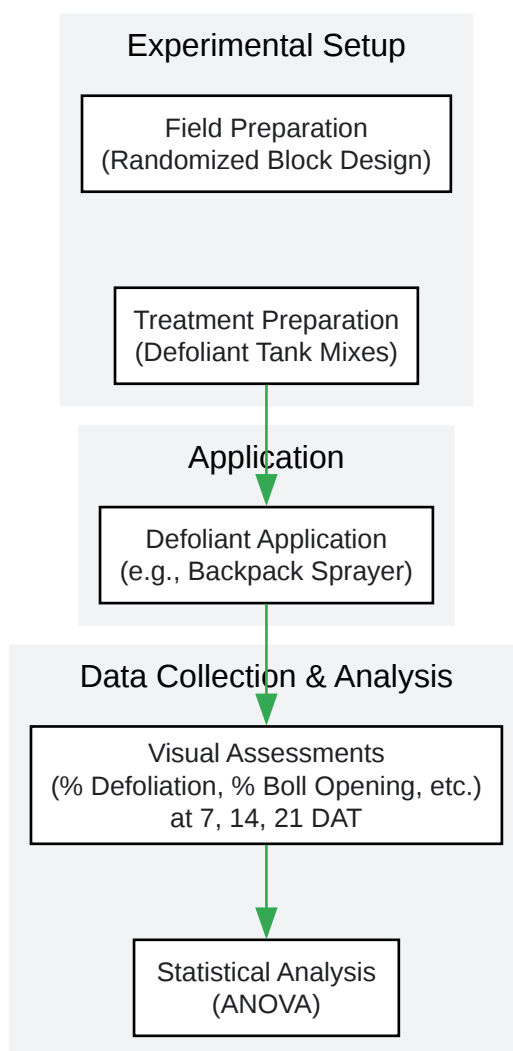 Experimental Setup
Field Preparation
(Randomized Block Design)
Treatment Preparation
(Defoliant Tank Mixes)
Application
Defoliant Application
(e.g., Backpack Sprayer)
Data Collection & Analysis
Visual Assessments
(% Defoliation, % Boll Opening, etc.)
at 7, 14, 21 DAT
Statistical Analysis
(ANOVA)